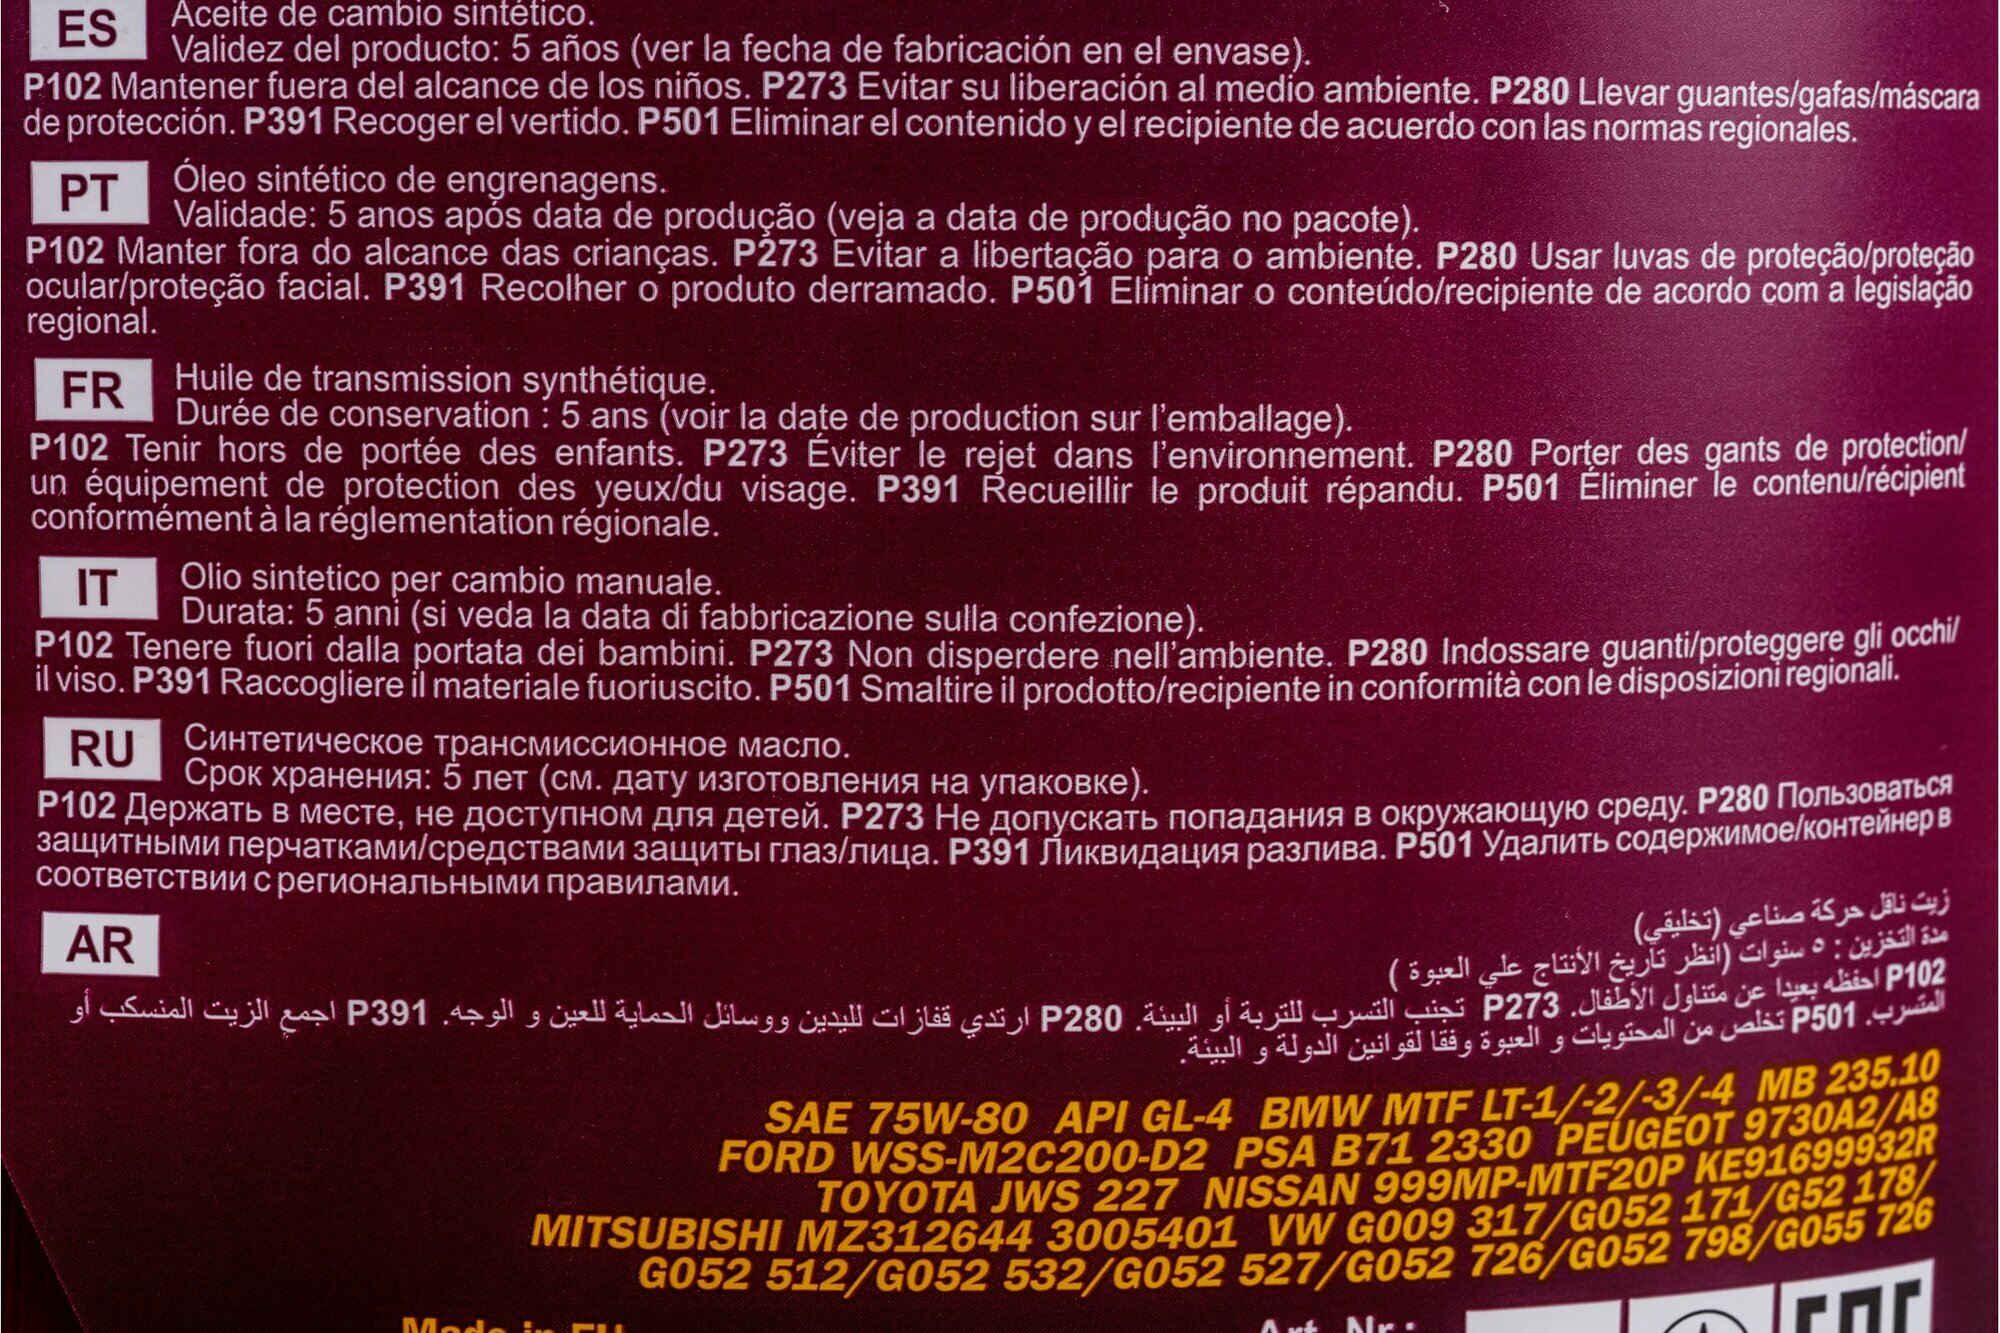 ES Aceite de cambio sintético.
Validez del producto: 5 años (ver la fecha de fabricación en el envase).
P102 Mantener fuera del alcance de los niños. P273 Evitar su liberación al medio ambiente. P280 Llevar guantes/gafas/máscara
de protección. P391 Recoger el vertido. P501 Eliminar el contenido y el recipiente de acuerdo con las normas regionales.
PT Óleo sintético de engrenagens.
Validade: 5 anos após data de produção (veja a data de produção no pacote).
P102 Manter fora do alcance das crianças. P273 Evitar a libertação para o ambiente. P280 Usar luvas de proteção/proteção
ocular/proteção facial. P391 Recolher o produto derramado. P501 Eliminar o conteúdo/recipiente de acordo com a legislação
regional.
FR Huile de transmission synthétique.
Durée de conservation : 5 ans (voir la date de production sur l'emballage).
P102 Tenir hors de portée des enfants. P273 Éviter le rejet dans l'environnement. P280 Porter des gants de protection/
un équipement de protection des yeux/du visage. P391 Recueillir le produit répandu. P501 Éliminer le contenu/récipient
conformément à la réglementation régionale.
IT Olio sintetico per cambio manuale.
Durata: 5 anni (si veda la data di fabbricazione sulla confezione).
P102 Tenere fuori dalla portata dei bambini. P273 Non disperdere nell'ambiente. P280 Indossare guanti/proteggere gli occhi/
il viso. P391 Raccogliere il materiale fuoriuscito. P501 Smaltire il prodotto/recipiente in conformità con le disposizioni regionali.
RU Синтетическое трансмиссионное масло.
Срок хранения: 5 лет (см. дату изготовления на упаковке).
P102 Держать в месте, не доступном для детей. P273 Не допускать попадания в окружающую среду. P280 Пользоваться
защитными перчатками/средствами защиты глаз/лица. P391 Ликвидация разлива. P501 Удалить содержимое/контейнер в
соответствии с региональными правилами.
AR زيت ناقل حركة صناعي (تخليقي)
مدة التخزين : ٥ سنوات (انظر تاريخ الأنتاج علي العبوة )
P102 احفظه بعيدا عن متناول الأطفال. P273 تجنب التسرب للتربة أو البيئة. P280 ارتدي قفازات لليدين ووسائل الحماية للعين و الوجه. P391 اجمع الزيت المنسكب أو
المتسرب. P501 تخلص من المحتويات و العبوة وفقا لقوانين الدولة و البيئة.
SAE 75W-80 API GL-4 BMW MTF LT-1/-2/-3/-4 MB 235.10
FORD WSS-M2C200-D2 PSA B71 2330 PEUGEOT 9730A2/A8
TOYOTA JWS 227 NISSAN 999MP-MTF20P KE91699932R
MITSUBISHI MZ312644 3005401 VW G009 317/G052 171/G52 178/
G052 512/G052 532/G052 527/G052 726/G052 798/G055 726
Made in EU
Art. Nr.:
EAC